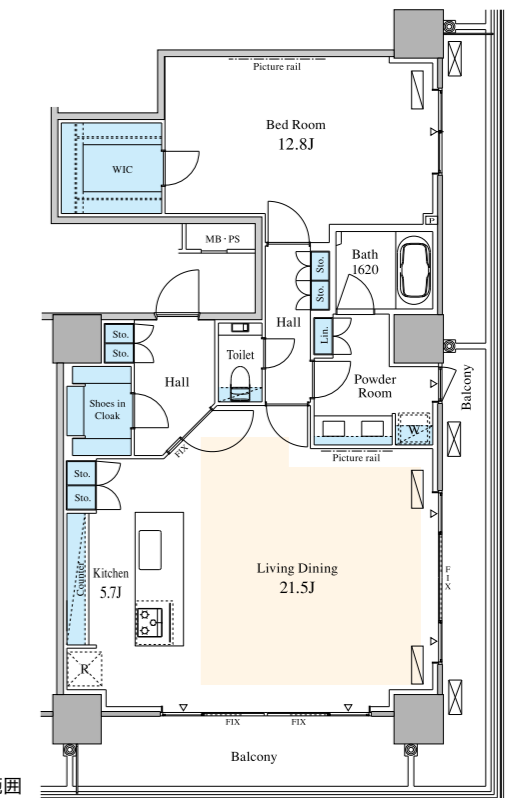 Picture rail
Bed Room
12.8J
WIC
P
MB・PS
Sto.
Sto.
Bath
1620
Hall
Lin.
Sto.
Sto.
Toilet
Hall
Powder
Room
Balcony
Shoes in
Cloak
W
FIX
Picture rail
Sto.
Sto.
Counter
Kitchen
5.7J
Living Dining
21.5J
FIX
R
FIX
FIX
Balcony
範囲